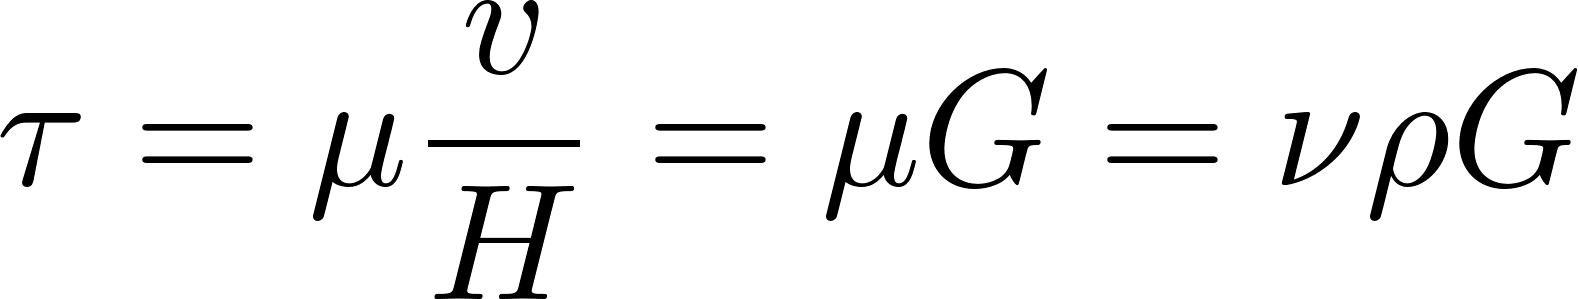 τ = μ v/H = μG = νρG